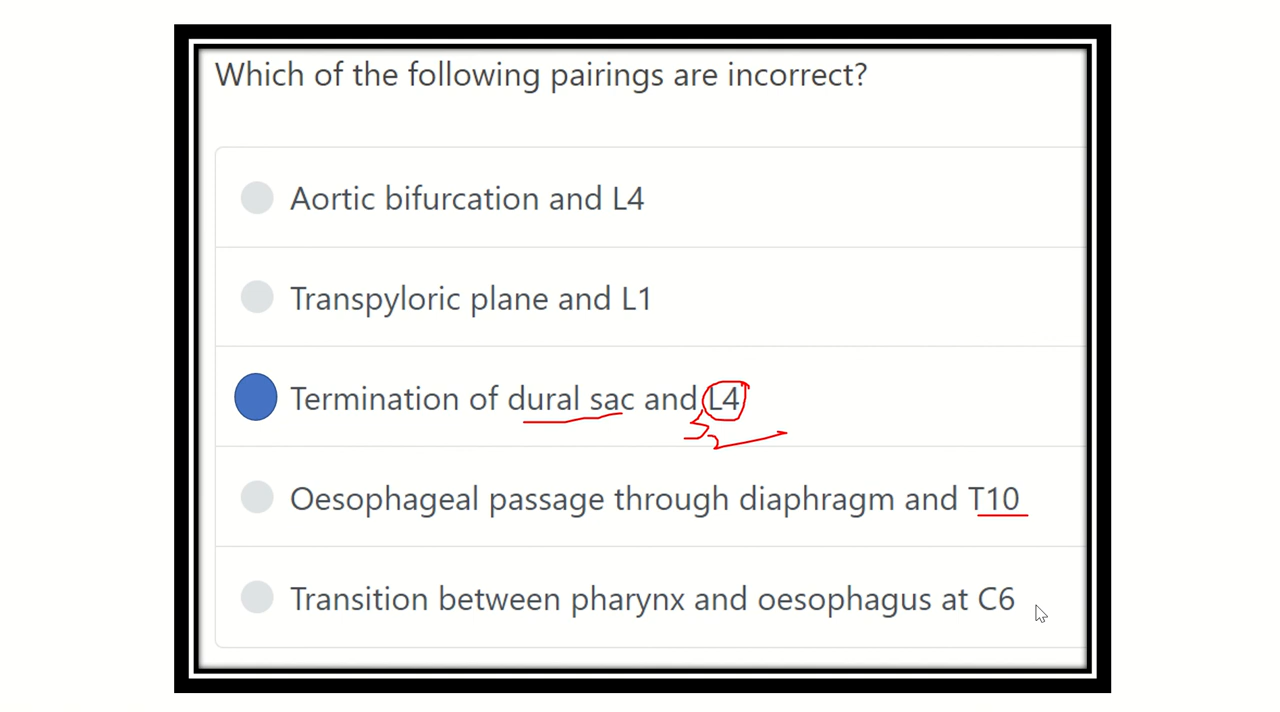 Which of the following pairings are incorrect?
Aortic bifurcation and L4
Transpyloric plane and L1
Termination of dural sac and L4
S2
Oesophageal passage through diaphragm and T10
Transition between pharynx and oesophagus at C6